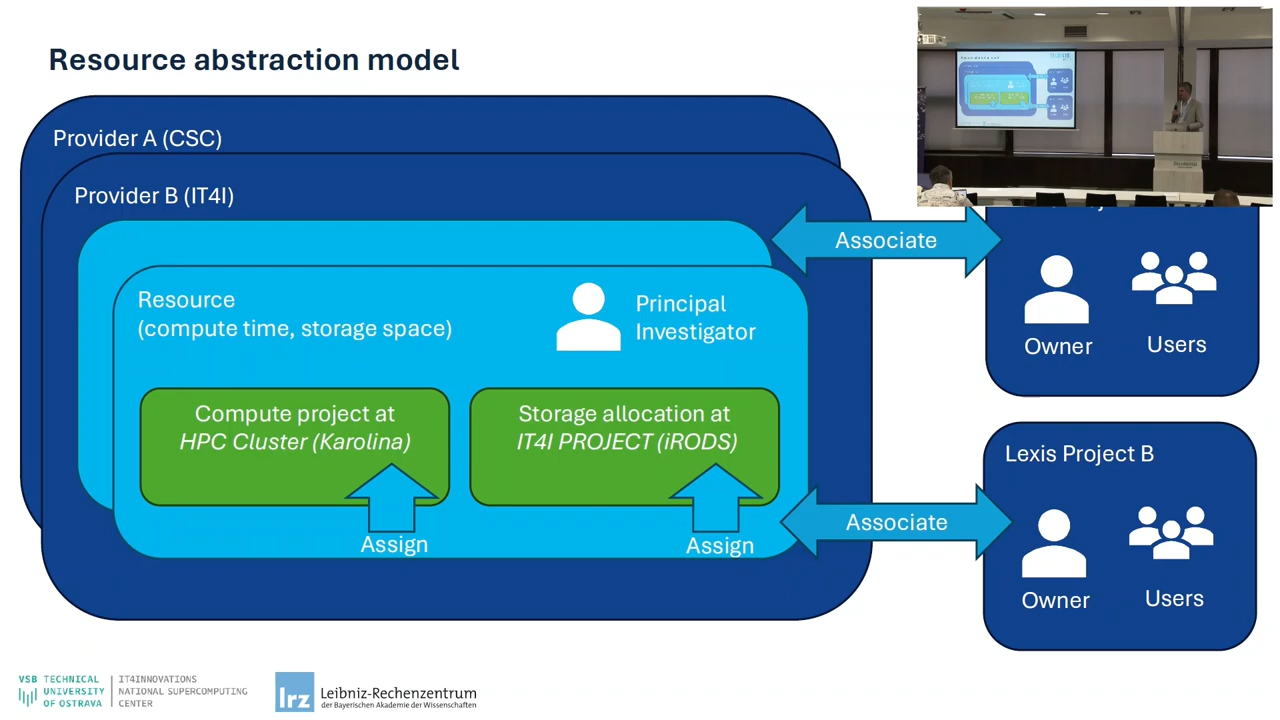 Resource abstraction model
Provider A (CSC)
Provider B (IT4I)
Associate
Resource
(compute time, storage space)
Principal
Investigator
Owner
Users
Compute project at
HPC Cluster (Karolina)
Storage allocation at
IT4I PROJECT (iRODS)
Assign
Assign
Associate
Lexis Project B
Owner
Users
VSB TECHNICAL
UNIVERSITY
OF OSTRAVA
IT4INNOVATIONS
NATIONAL SUPERCOMPUTING
CENTER
lrz
Leibniz-Rechenzentrum
der Bayerischen Akademie der Wissenschaften